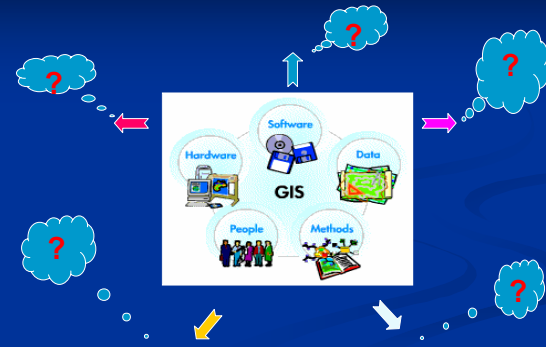 ?
?
?
Software
Hardware
Data
GIS
People
Methods
?
?